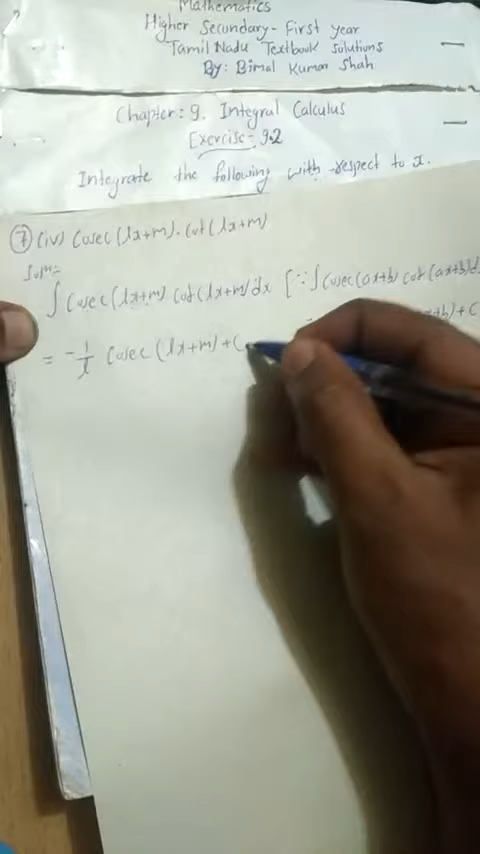 Mathematics
Higher Secondary - First year
Tamil Nadu Textbook solutions
By: Bimal Kumar Shah
Chapter: 9. Integral Calculus
Exercise - 9.2
Integrate the following with respect to x.
7 (iv) Cosec (lx+m). Cot (lx+m)
Soln:-
∫ Cosec (lx+m) Cot (lx+m) dx [∵ ∫ Cosec (ax+b) Cot (ax+b) d
= -1/l Cosec (lx+m) + C x+b) + C